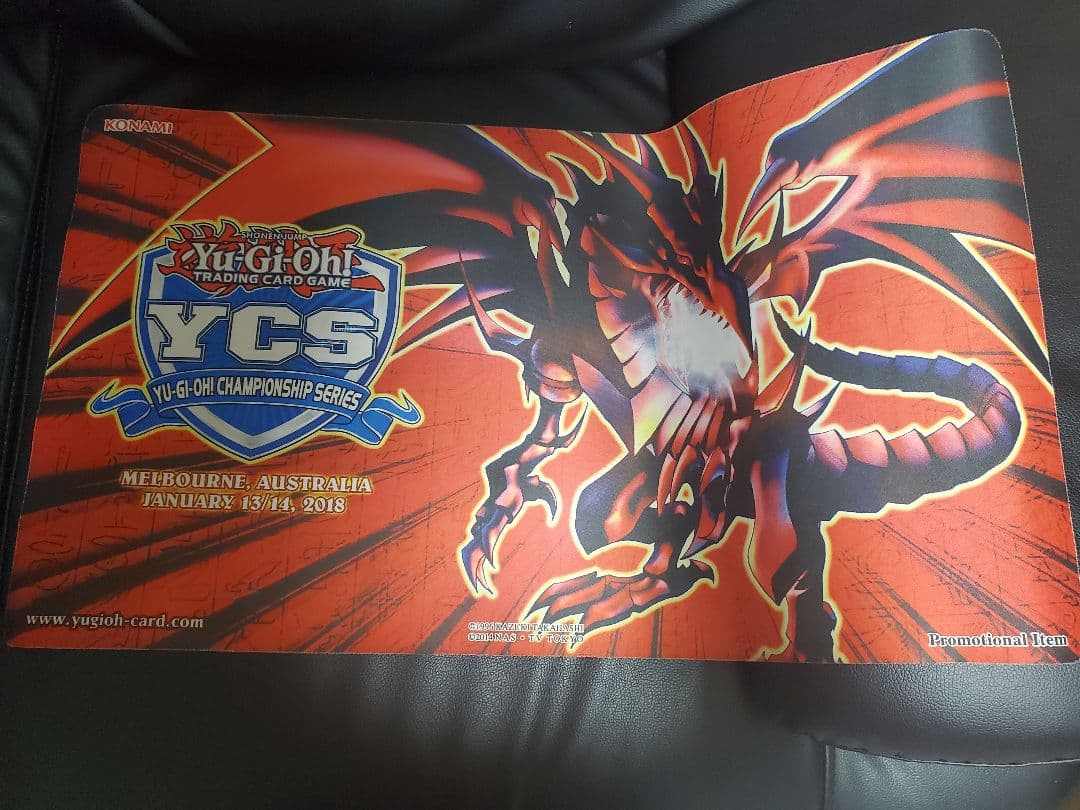 KONAMI
SHONEN JUMP
Yu-Gi-Oh!
TRADING CARD GAME
YCS
YU-GI-OH! CHAMPIONSHIP SERIES
MELBOURNE, AUSTRALIA
JANUARY 13/14, 2018
www.yugioh-card.com
©1996 KAZUKI TAKAHASHI
©2014 NAS • TV TOKYO
Promotional Item